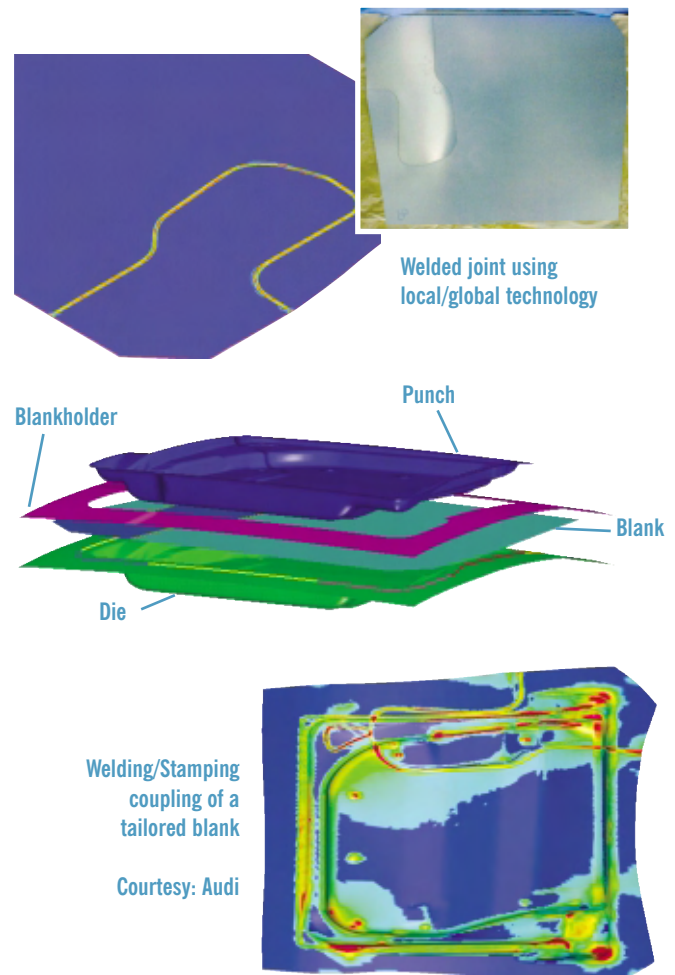 Welded joint using
local/global technology
Punch
Blankholder
Blank
Die
Welding/Stamping
coupling of a
tailored blank
Courtesy: Audi